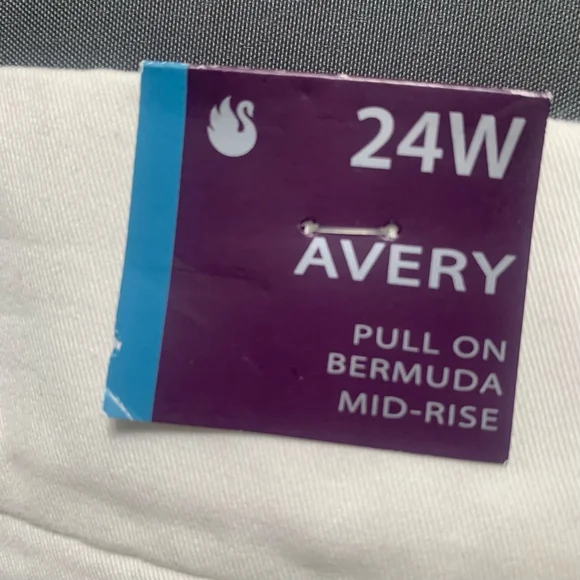 24W
AVERY
PULL ON
BERMUDA
MID-RISE